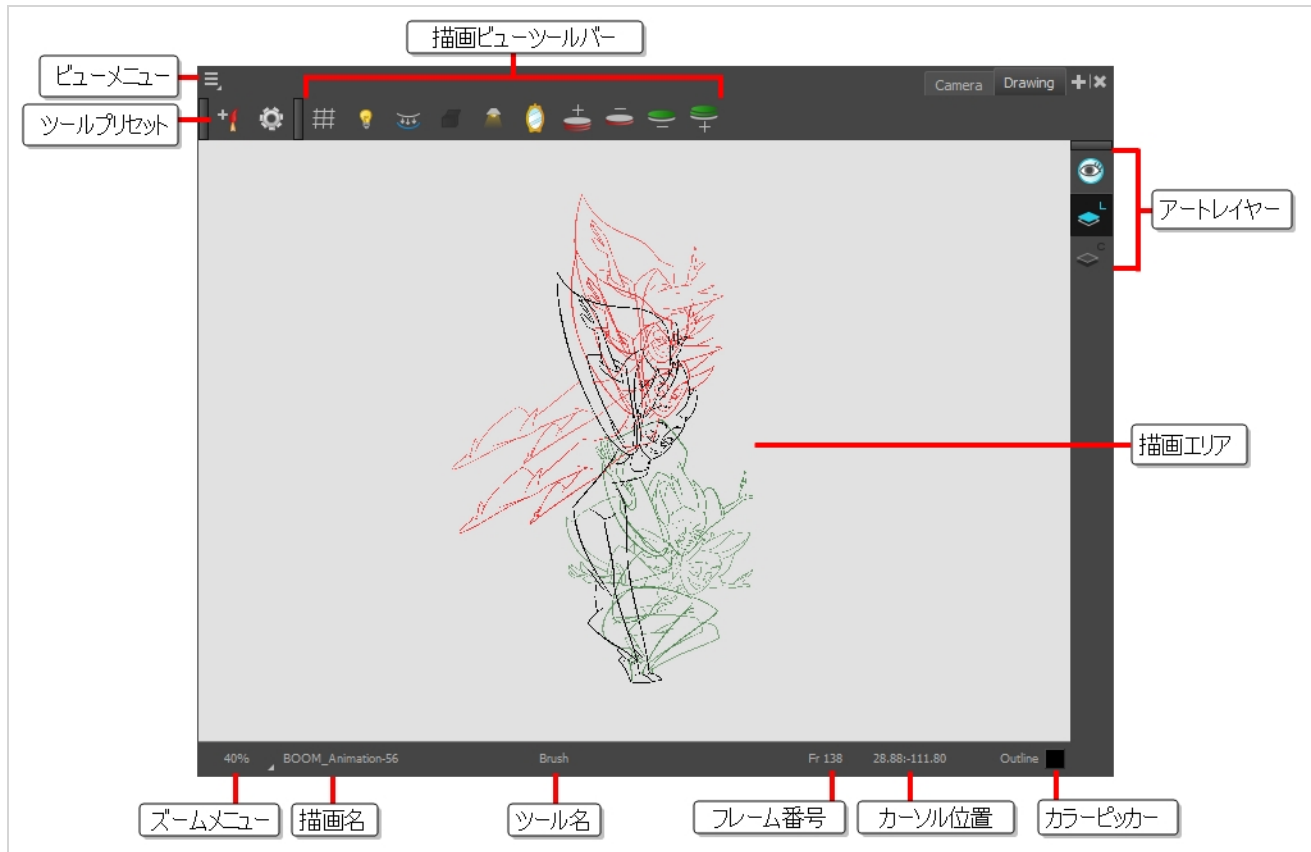 描画ビューツールバー
ビューメニュー
Camera
Drawing
ツールプリセット
L
アートレイヤー
C
描画エリア
40%
BOOM_Animation-56
Brush
Fr 138
28.88:-111.80
Outline
ズームメニュー
描画名
ツール名
フレーム番号
カーソル位置
カラーピッカー